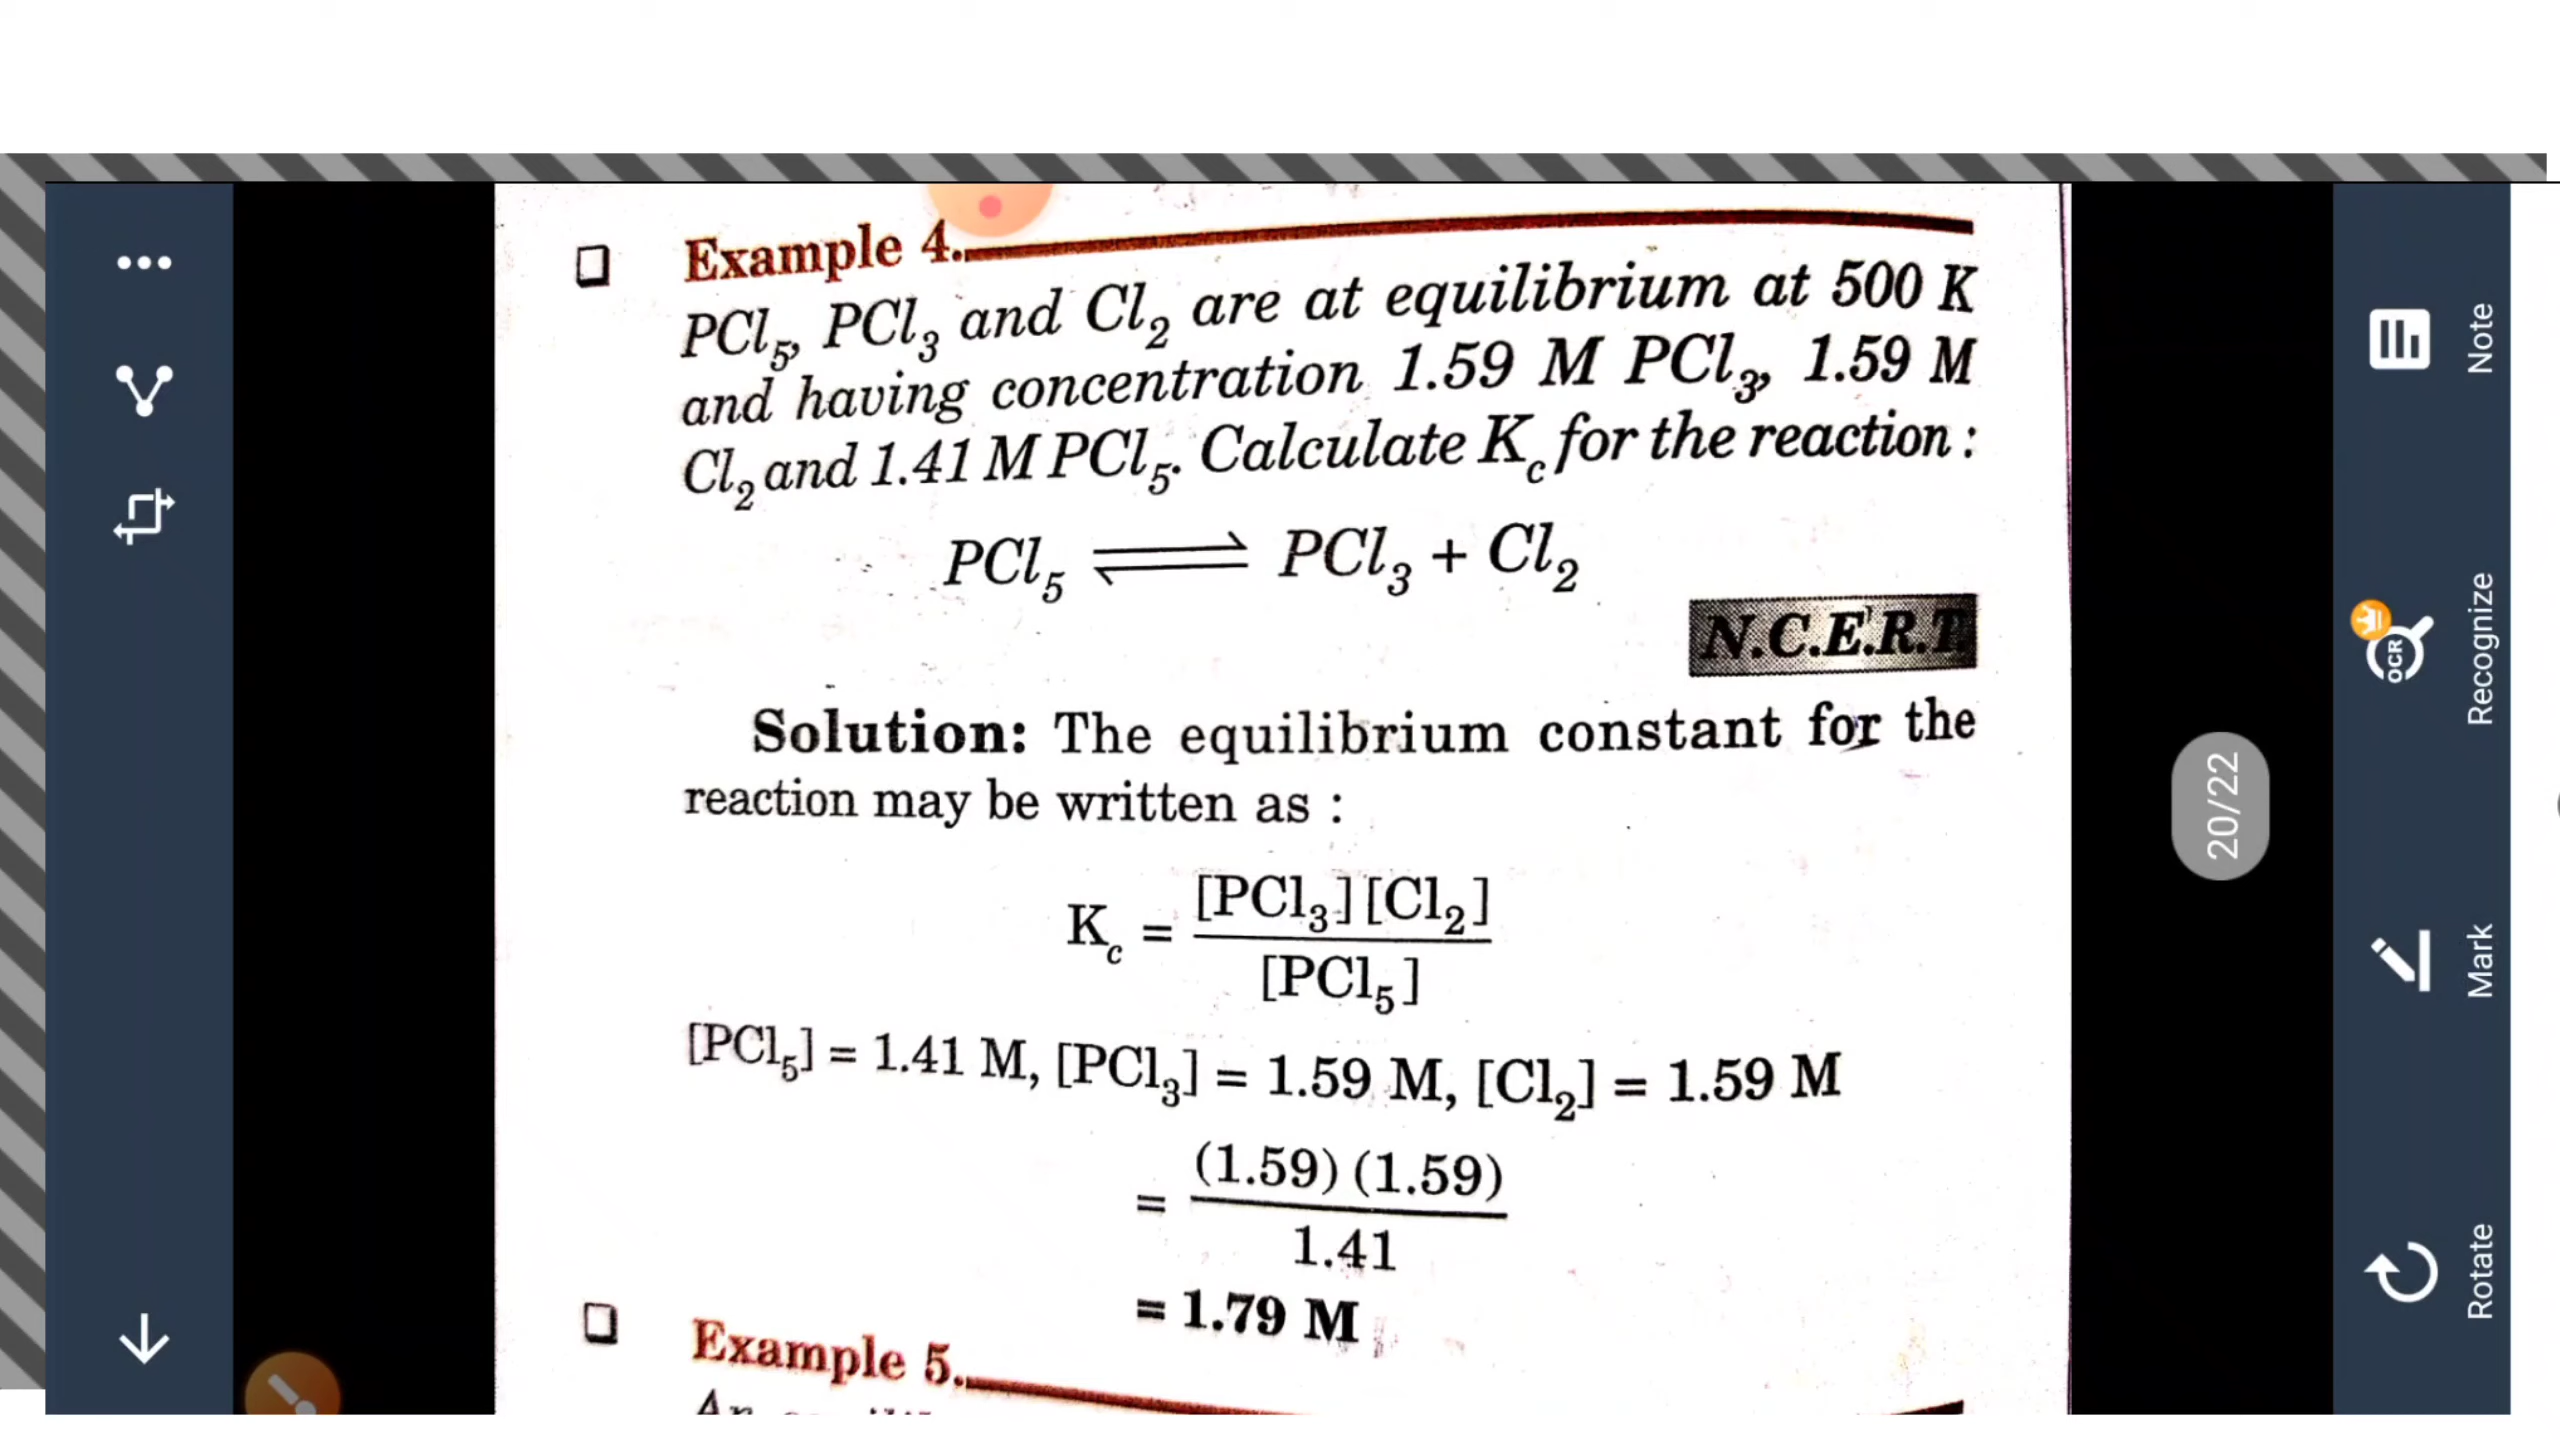 Example 4.
PCl5, PCl3 and Cl2 are at equilibrium at 500 K
and having concentration 1.59 M PCl3, 1.59 M
Cl2 and 1.41 M PCl5. Calculate Kc for the reaction :
PCl5 ⇌ PCl3 + Cl2
N.C.E.R.T.
Solution: The equilibrium constant for the
reaction may be written as :
Kc = [PCl3][Cl2]
[PCl5]
[PCl5] = 1.41 M, [PCl3] = 1.59 M, [Cl2] = 1.59 M
= (1.59) (1.59)
1.41
= 1.79 M
Example 5.
20/22
Note
OCR
Recognize
Mark
Rotate